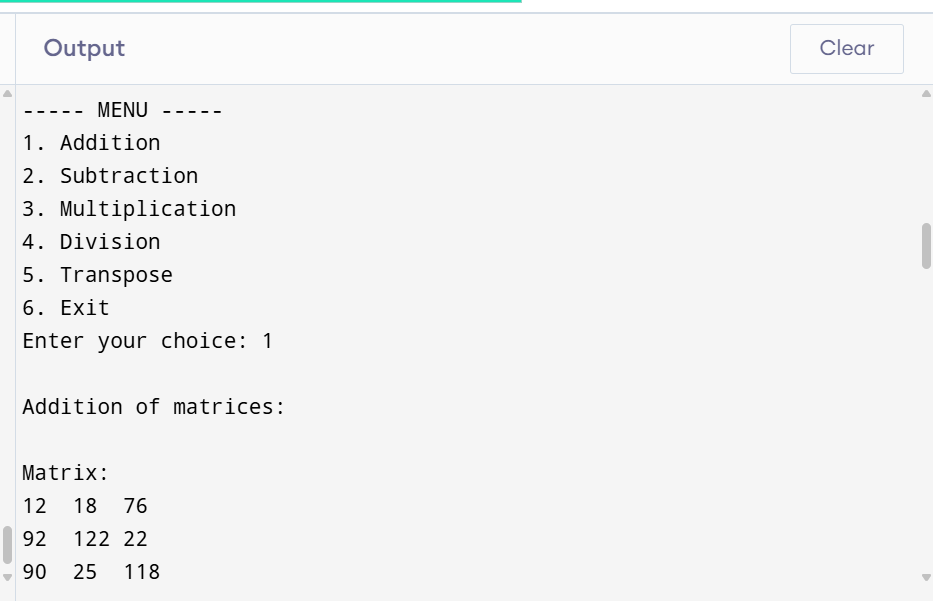 Output
Clear
----- MENU -----
1. Addition
2. Subtraction
3. Multiplication
4. Division
5. Transpose
6. Exit
Enter your choice: 1
Addition of matrices:
Matrix:
12  18  76
92  122 22
90  25  118